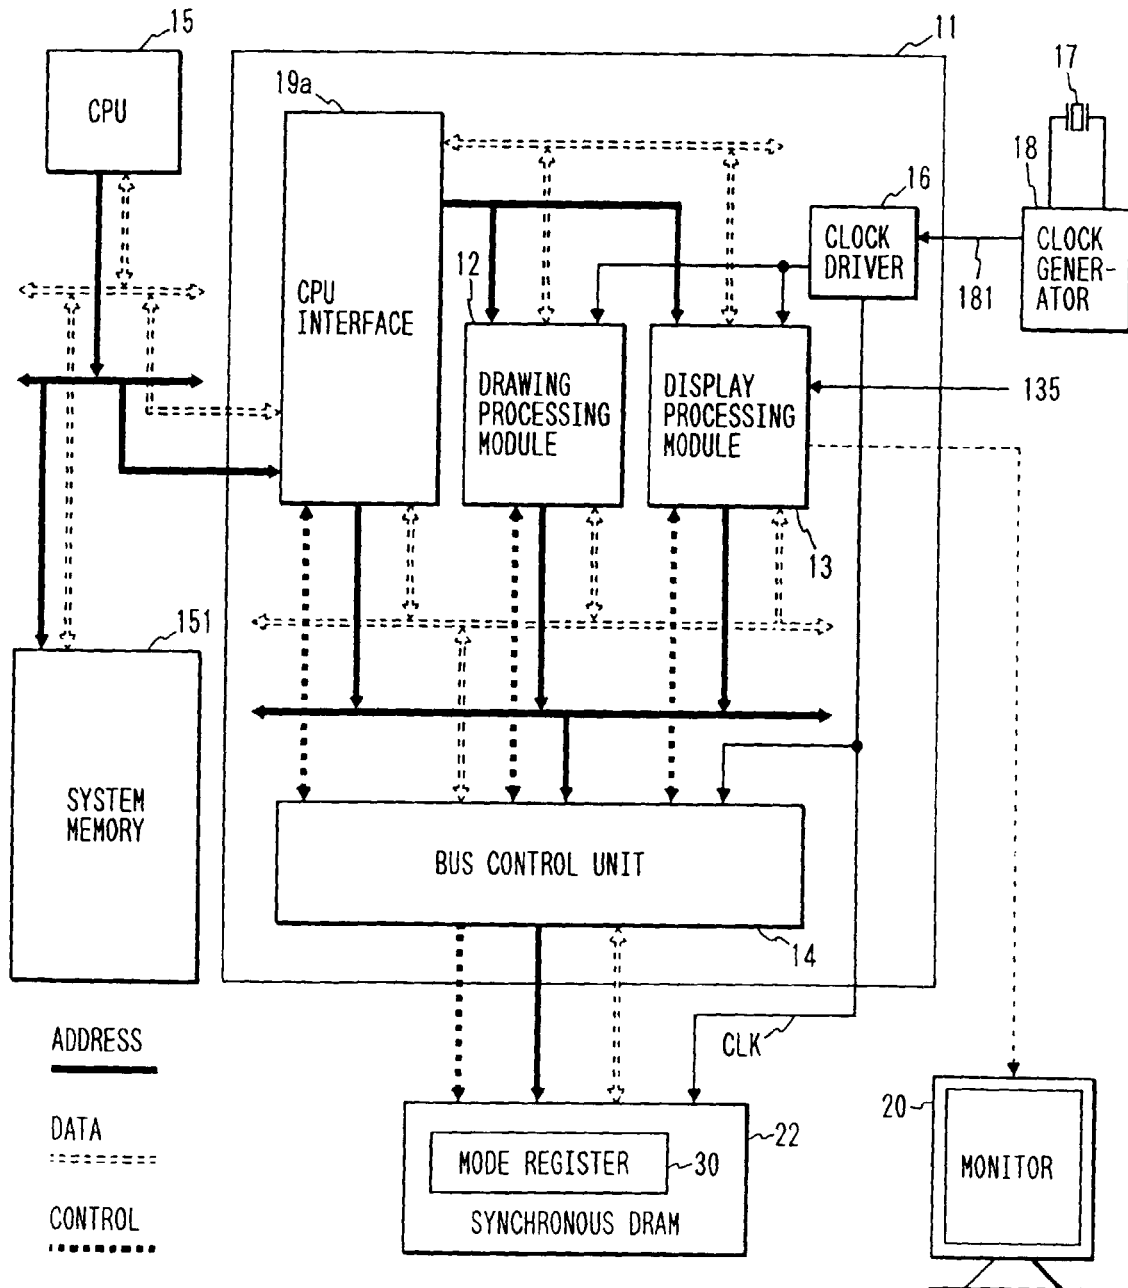 15
11
17
CPU
19a
18
16
CLOCK
DRIVER
CLOCK
GENER-
ATOR
181
12
CPU
INTERFACE
DRAWING
PROCESSING
MODULE
DISPLAY
PROCESSING
MODULE
135
13
151
SYSTEM
MEMORY
BUS CONTROL UNIT
14
ADDRESS
CLK
DATA
20
22
MODE REGISTER
30
MONITOR
CONTROL
SYNCHRONOUS DRAM